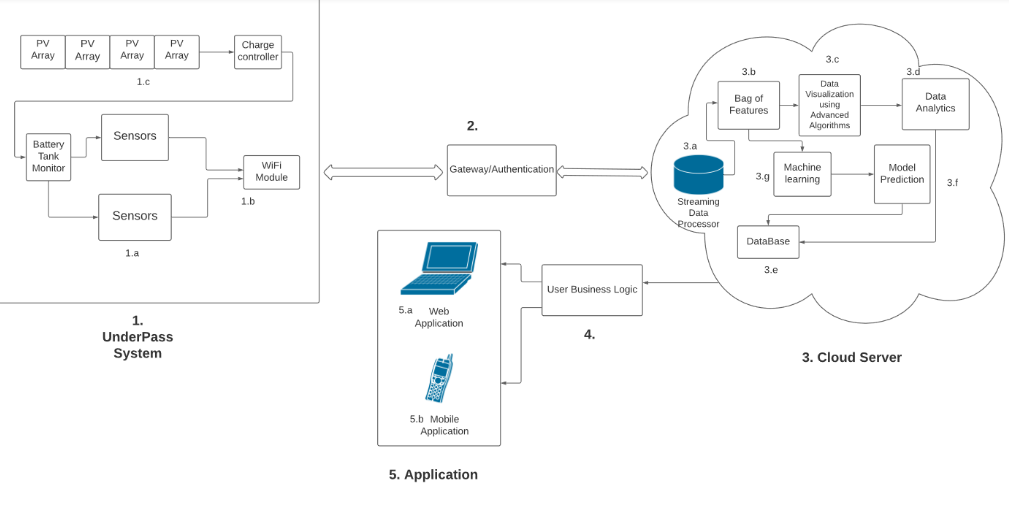 PV
Array
PV
Array
PV
Array
PV
Array
Charge
controller
1.c
Battery
Tank
Monitor
Sensors
Sensors
WiFi
Module
1.b
1.a
1.
UnderPass
System
2.
Gateway/Authentication
3.a
Streaming
Data
Processor
3.b
Bag of
Features
3.c
Data
Visualization
using
Advanced
Algorithms
3.d
Data
Analytics
3.g
Machine
learning
Model
Prediction
3.f
DataBase
3.e
3. Cloud Server
User Business Logic
4.
5.a Web
Application
5.b Mobile
Application
5. Application